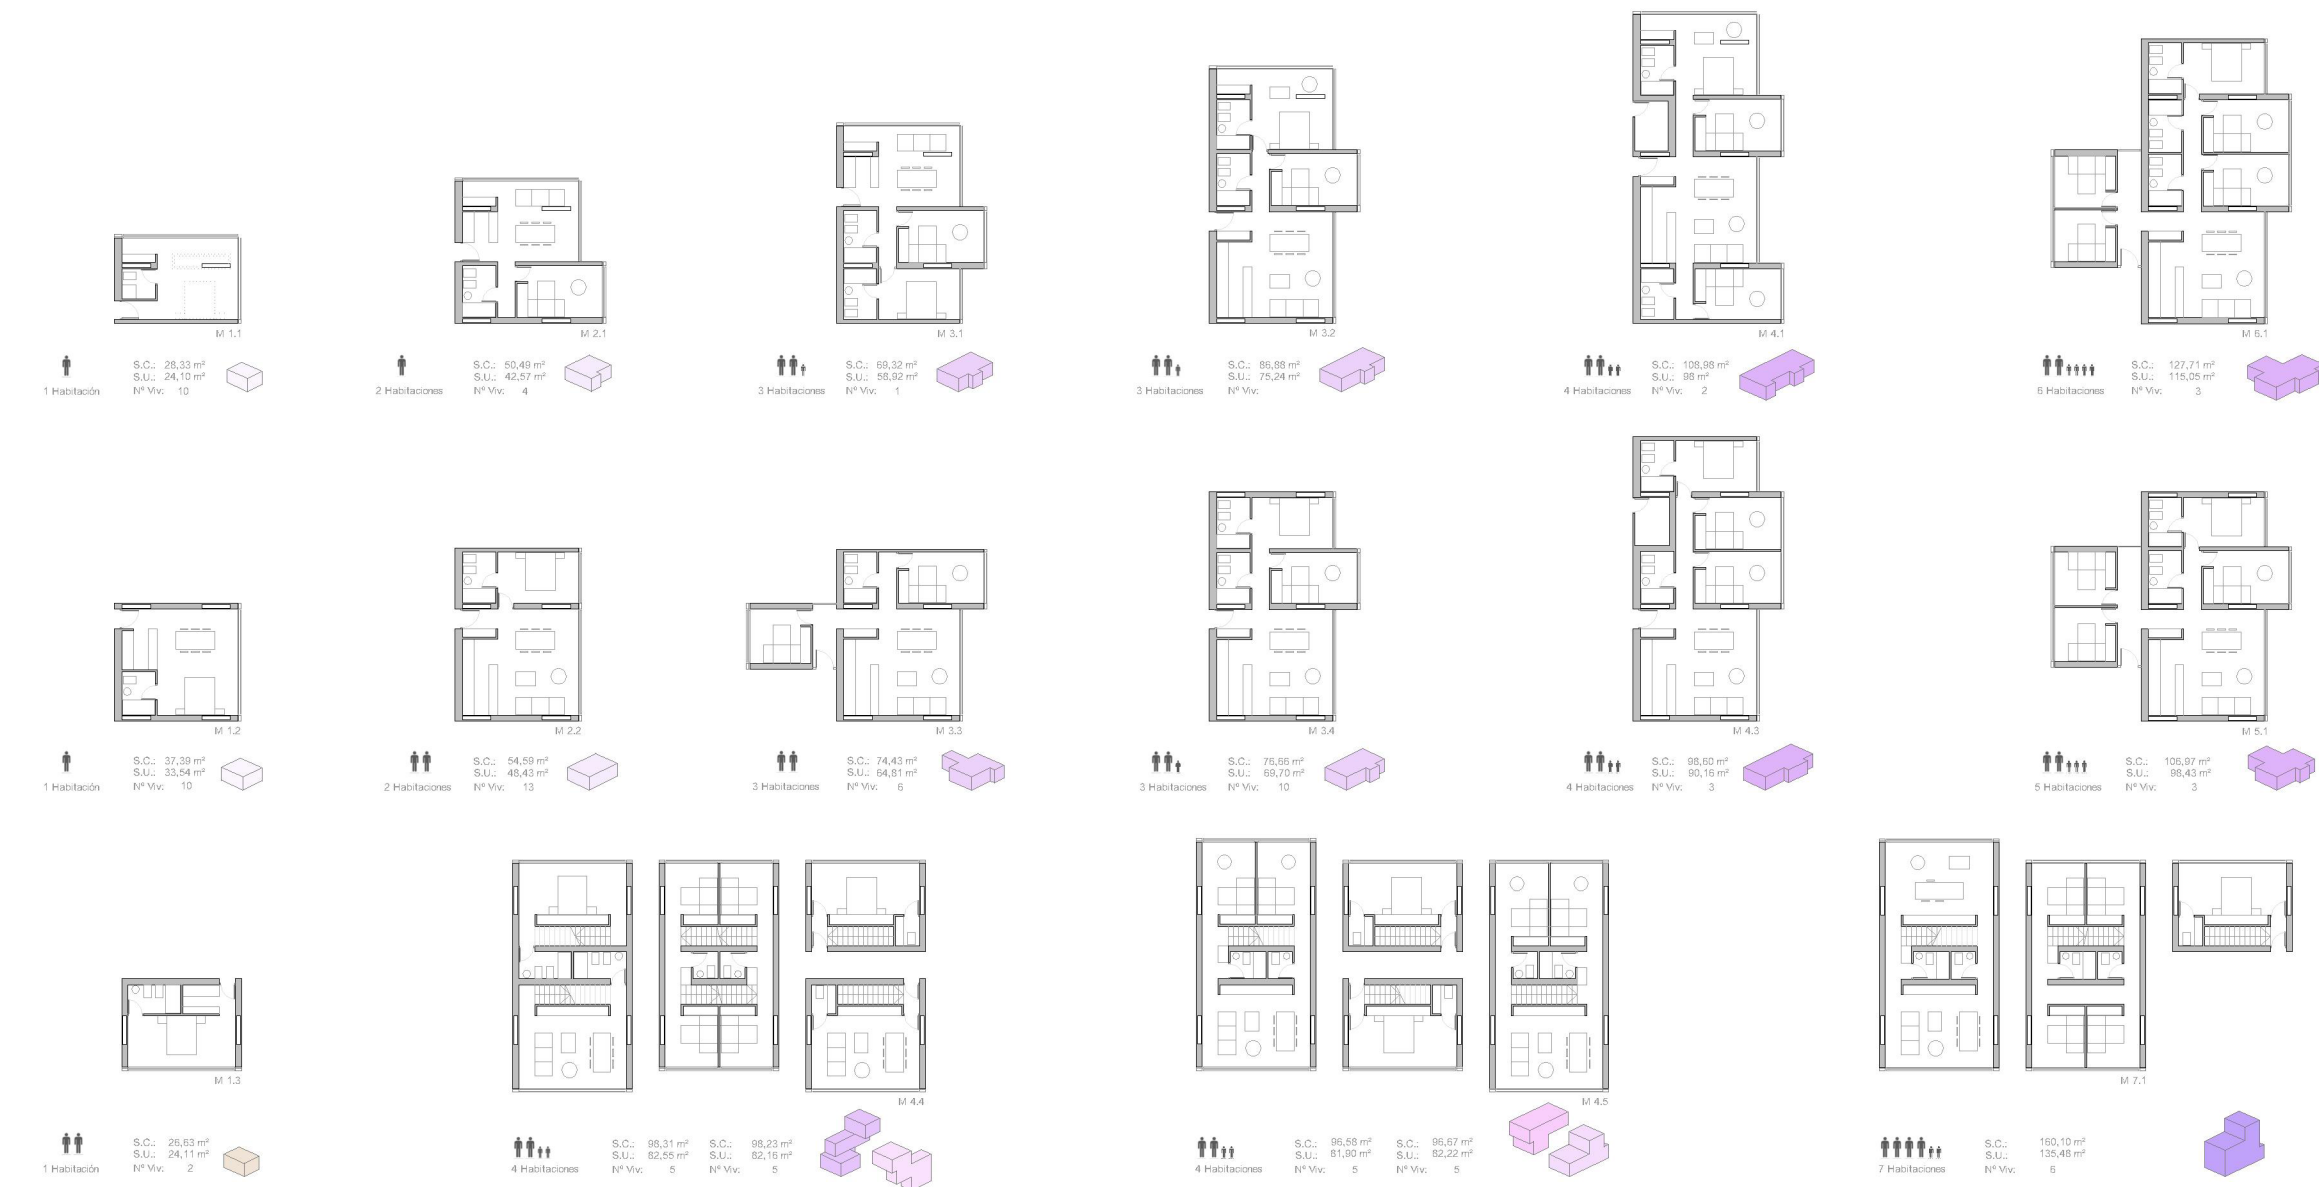 M 1.1
1 Habitación
S.C.: 28,33 m²
S.U.: 24,10 m²
Nº Viv: 10
M 2.1
2 Habitaciones
S.C.: 50,49 m²
S.U.: 42,57 m²
Nº Viv: 4
M 3.1
3 Habitaciones
S.C.: 69,32 m²
S.U.: 58,92 m²
Nº Viv: 1
M 3.2
3 Habitaciones
S.C.: 86,88 m²
S.U.: 75,24 m²
Nº Viv:
M 4.1
4 Habitaciones
S.C.: 108,98 m²
S.U.: 98 m²
Nº Viv: 2
M 6.1
6 Habitaciones
S.C.: 127,71 m²
S.U.: 115,05 m²
Nº Viv: 3
M 1.2
1 Habitación
S.C.: 37,39 m²
S.U.: 33,54 m²
Nº Viv: 10
M 2.2
2 Habitaciones
S.C.: 54,59 m²
S.U.: 48,43 m²
Nº Viv: 13
M 3.3
3 Habitaciones
S.C.: 74,43 m²
S.U.: 64,81 m²
Nº Viv: 6
M 3.4
3 Habitaciones
S.C.: 76,66 m²
S.U.: 69,70 m²
Nº Viv: 10
M 4.3
4 Habitaciones
S.C.: 98,60 m²
S.U.: 90,16 m²
Nº Viv: 3
M 5.1
5 Habitaciones
S.C.: 106,97 m²
S.U.: 98,43 m²
Nº Viv: 3
M 1.3
1 Habitación
S.C.: 26,63 m²
S.U.: 24,11 m²
Nº Viv: 2
M 4.4
4 Habitaciones
S.C.: 98,31 m² S.C.: 98,23 m²
S.U.: 82,55 m² S.U.: 82,16 m²
Nº Viv: 5 Nº Viv: 5
M 4.5
4 Habitaciones
S.C.: 96,58 m² S.C.: 96,67 m²
S.U.: 81,90 m² S.U.: 82,22 m²
Nº Viv: 5 Nº Viv: 5
M 7.1
7 Habitaciones
S.C.: 160,10 m²
S.U.: 135,48 m²
Nº Viv: 6